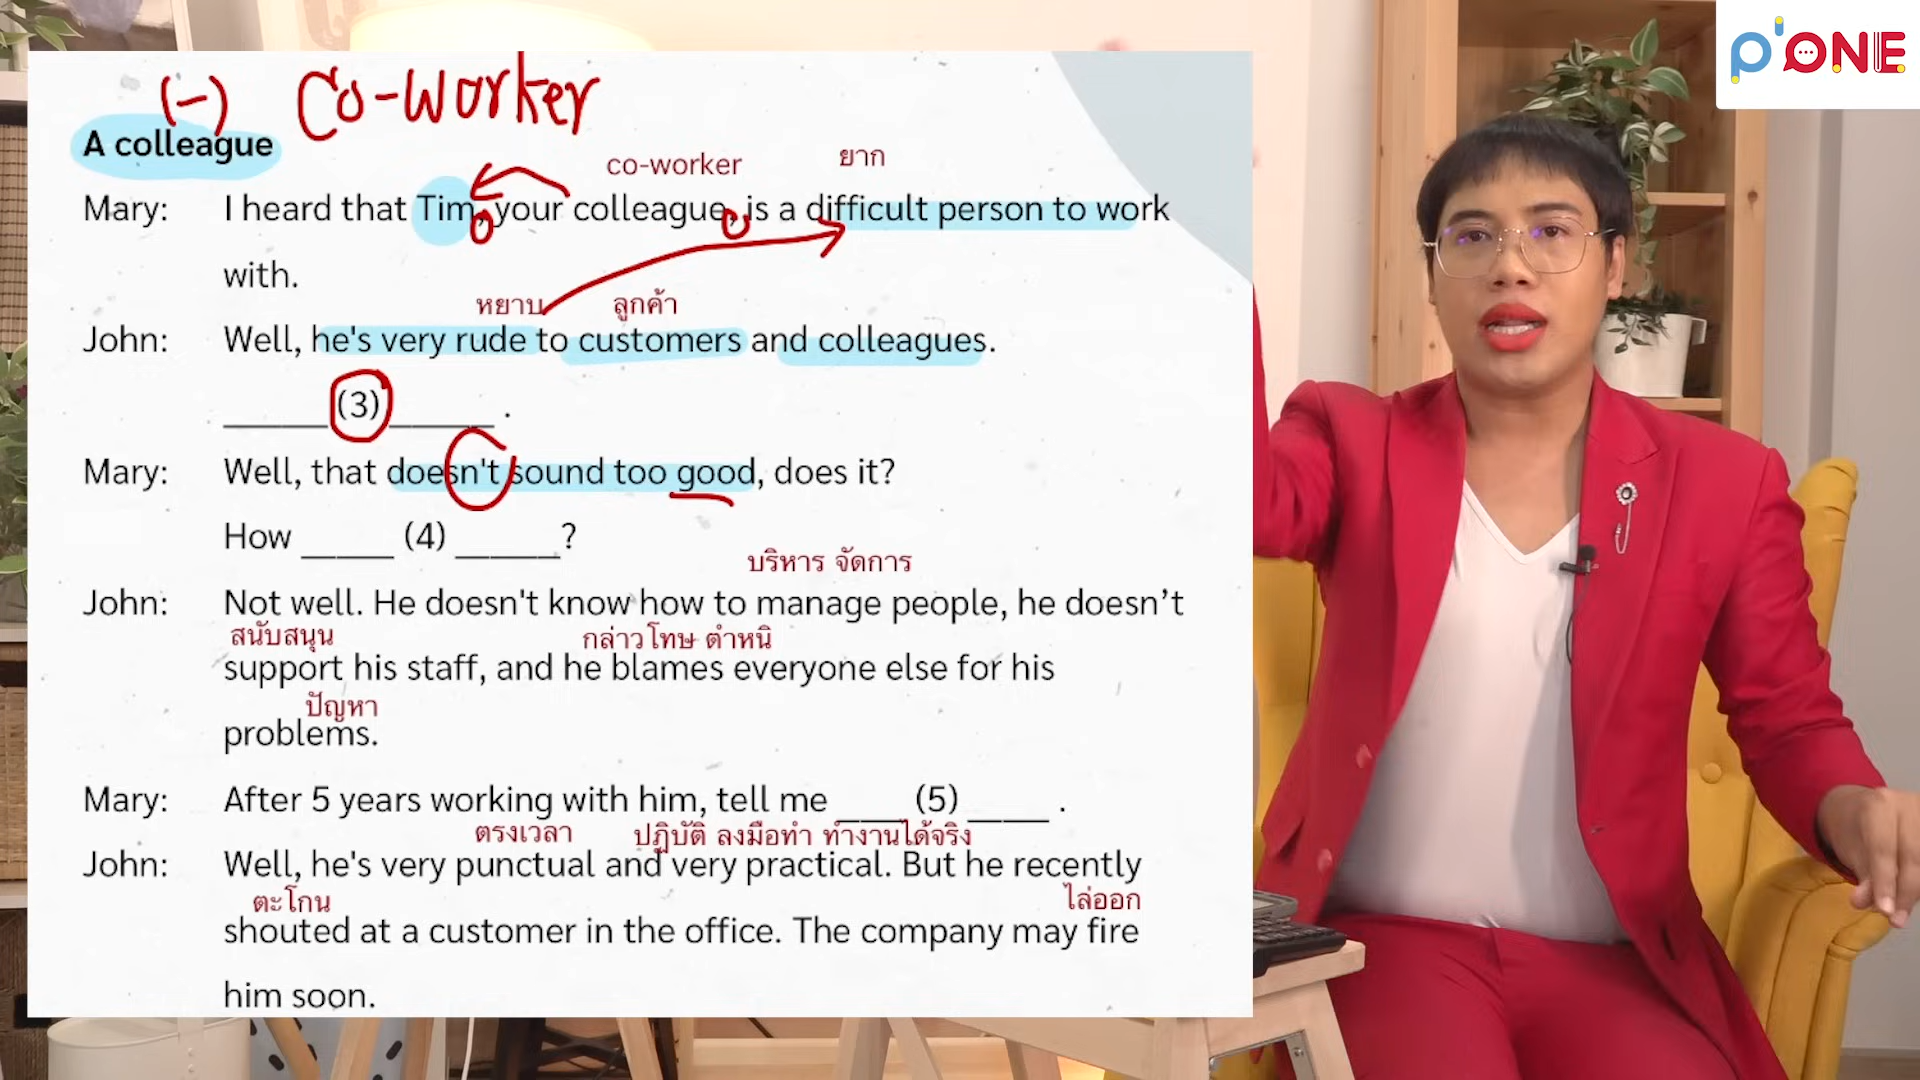 P'ONE
(-) Co-worker
A colleague
co-worker ยาก
Mary: I heard that Tim, your colleague, is a difficult person to work
with.
หยาบ ลูกค้า
John: Well, he's very rude to customers and colleagues.
_____(3)_____ .
Mary: Well, that doesn't sound too good, does it?
How _____ (4) _____?
บริหาร จัดการ
John: Not well. He doesn't know how to manage people, he doesn’t
สนับสนุน กล่าวโทษ ตำหนิ
support his staff, and he blames everyone else for his
ปัญหา
problems.
Mary: After 5 years working with him, tell me ____ (5) ____ .
ตรงเวลา ปฏิบัติ ลงมือทำ ทำงานได้จริง
John: Well, he's very punctual and very practical. But he recently
ตะโกน ไล่ออก
shouted at a customer in the office. The company may fire
him soon.